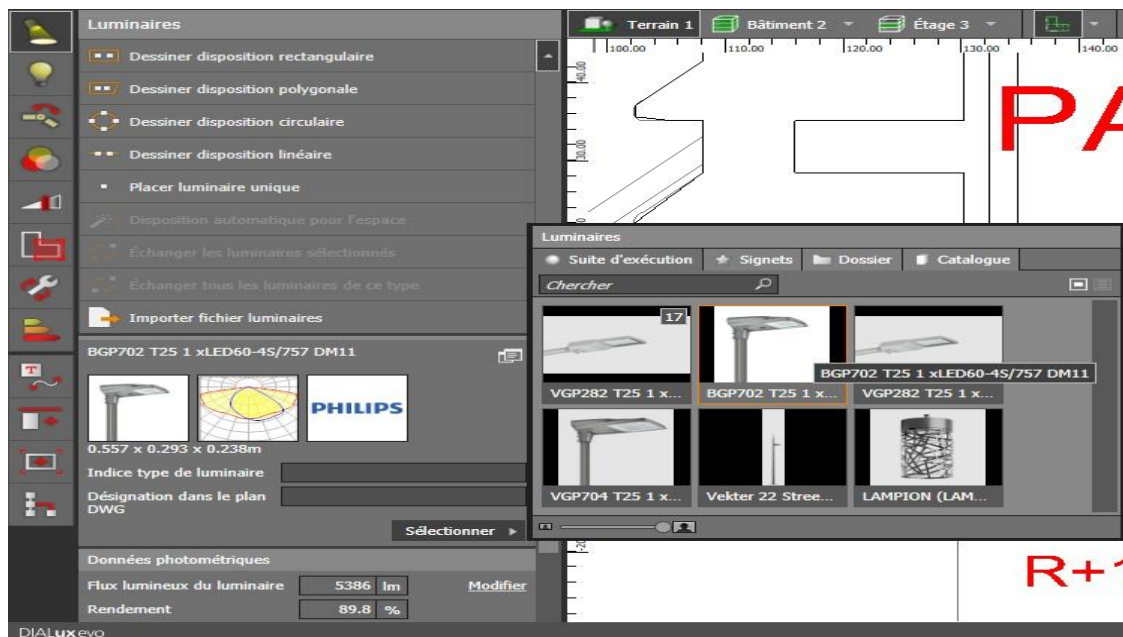 Luminaires
Terrain 1
Bâtiment 2
Étage 3
Dessiner disposition rectangulaire
Dessiner disposition polygonale
Dessiner disposition circulaire
Dessiner disposition linéaire
Placer luminaire unique
Disposition automatique pour l'espace
Échanger les luminaires sélectionnés
Échanger tous les luminaires de ce type
Importer fichier luminaires
BGP702 T25 1 xLED60-4S/757 DM11
PHILIPS
0.557 x 0.293 x 0.238m
Indice type de luminaire
Désignation dans le plan
DWG
Sélectionner
Données photométriques
Flux lumineux du luminaire 5386 lm Modifier
Rendement 89.8 %
DIALux evo
100.00 110.00 120.00 130.00 140.00
40.00
30.00
PA
Luminaires
Suite d'exécution Signets Dossier Catalogue
Chercher
17
BGP702 T25 1 xLED60-4S/757 DM11
VGP282 T25 1 x... BGP702 T25 1 x... VGP282 T25 1 x...
VGP704 T25 1 x... Vekter 22 Stree... LAMPION (LAM...
-20
R+1